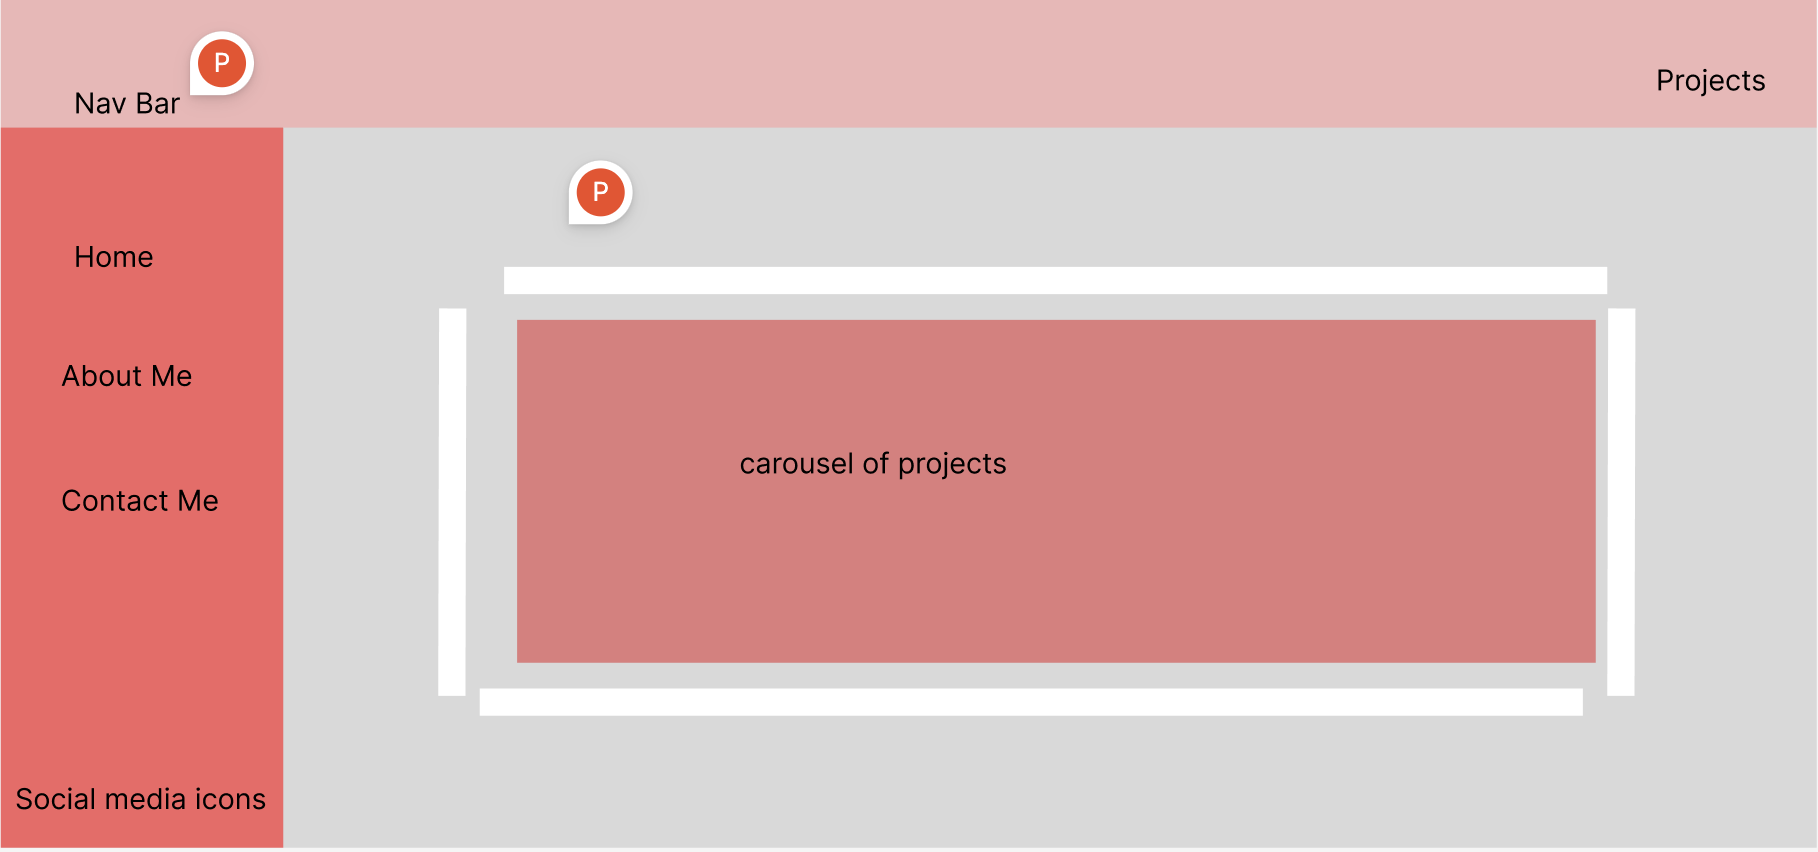 P
Nav Bar
Projects
P
Home
About Me
Contact Me
carousel of projects
Social media icons